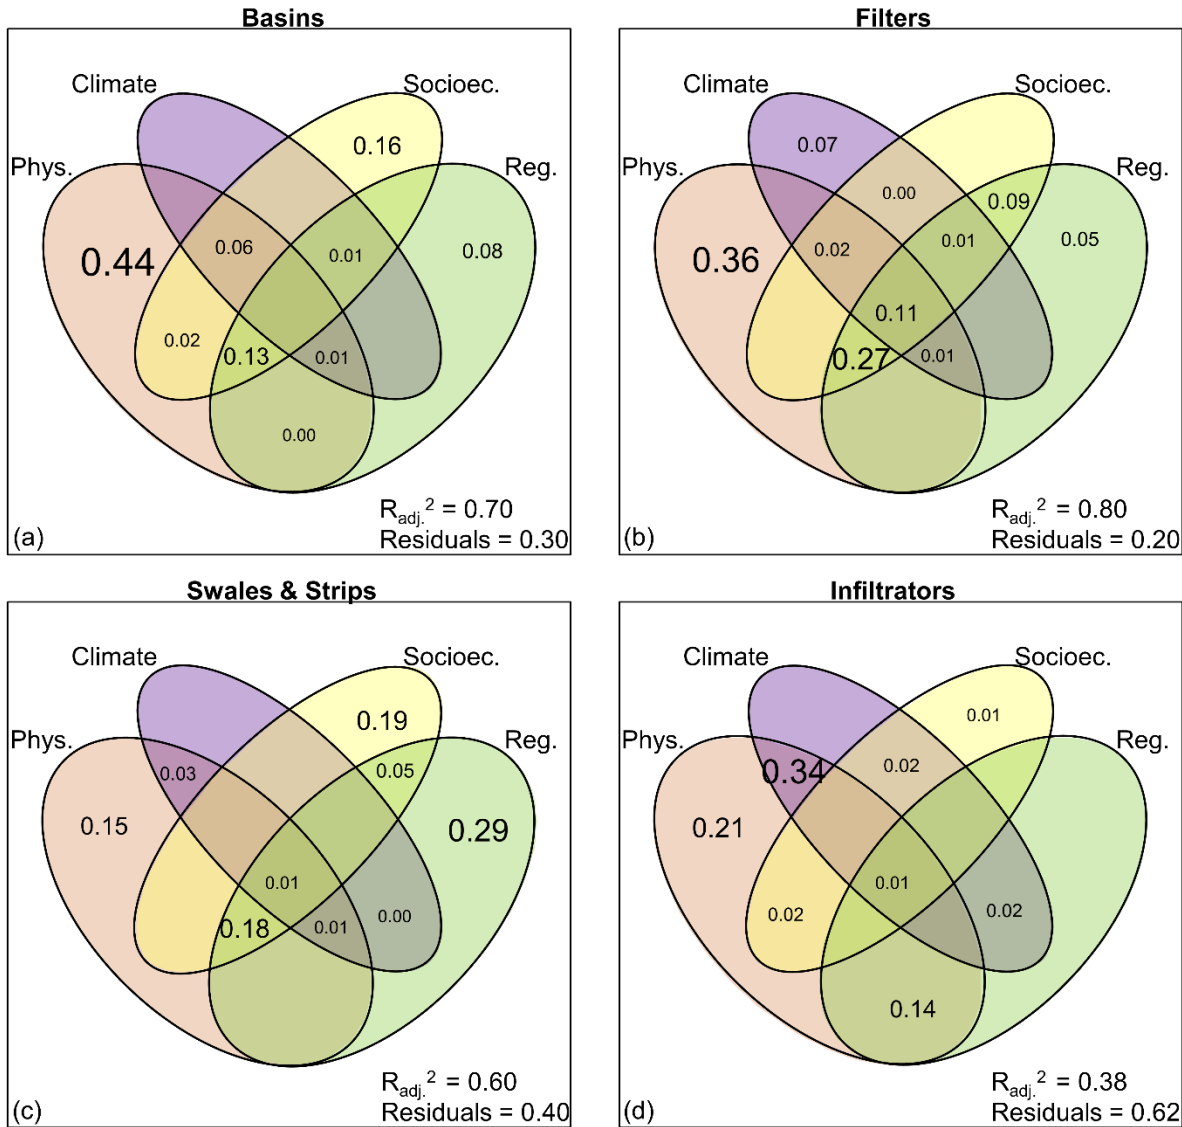 Basins
Climate
Socioec.
Phys.
Reg.
0.16
0.44
0.06
0.01
0.08
0.02
0.13
0.01
0.00
R adj. 2 = 0.70
(a)
Residuals = 0.30
Filters
Climate
Socioec.
Phys.
Reg.
0.07
0.00
0.09
0.36
0.02
0.01
0.05
0.11
0.27
0.01
R adj. 2 = 0.80
(b)
Residuals = 0.20
Swales & Strips
Climate
Socioec.
Phys.
Reg.
0.19
0.03
0.05
0.15
0.29
0.01
0.18
0.01
0.00
R adj. 2 = 0.60
(c)
Residuals = 0.40
Infiltrators
Climate
Socioec.
Phys.
Reg.
0.01
0.34
0.02
0.21
0.01
0.02
0.02
0.14
R adj. 2 = 0.38
(d)
Residuals = 0.62